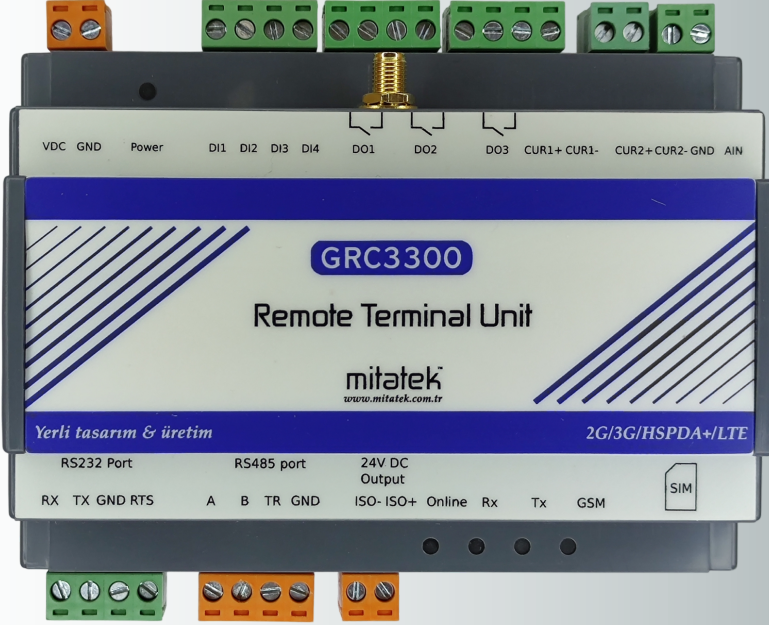 VDC GND Power DI1 DI2 DI3 DI4 DO1 DO2 DO3 CUR1+ CUR1- CUR2+ CUR2- GND AIN
GRC3300
Remote Terminal Unit
mitatek™
www.mitatek.com.tr
Yerli tasarım & üretim 2G/3G/HSPDA+/LTE
RS232 Port RS485 port 24V DC
Output
RX TX GND RTS A B TR GND ISO- ISO+ Online Rx Tx GSM
SIM